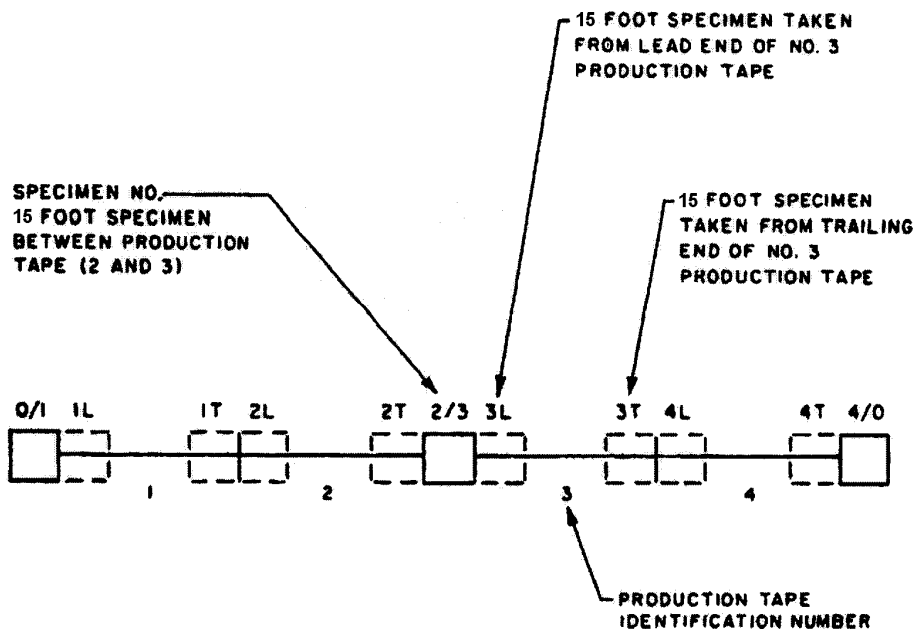 15 FOOT SPECIMEN TAKEN
FROM LEAD END OF NO. 3
PRODUCTION TAPE
SPECIMEN NO.
15 FOOT SPECIMEN
BETWEEN PRODUCTION
TAPE (2 AND 3)
15 FOOT SPECIMEN
TAKEN FROM TRAILING
END OF NO. 3
PRODUCTION TAPE
0/1 1L 1T 2L 2T 2/3 3L 3T 4L 4T 4/0
1 2 3 4
PRODUCTION TAPE
IDENTIFICATION NUMBER